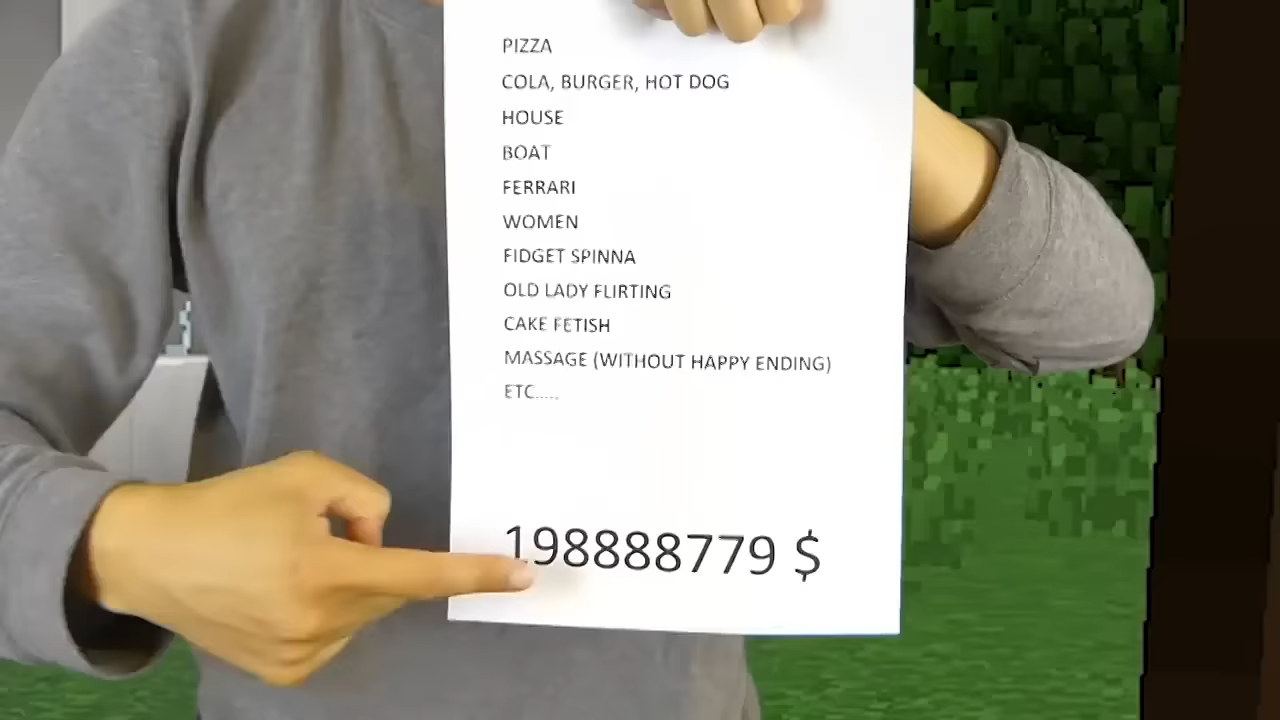 PIZZA
COLA, BURGER, HOT DOG
HOUSE
BOAT
FERRARI
WOMEN
FIDGET SPINNA
OLD LADY FLIRTING
CAKE FETISH
MASSAGE (WITHOUT HAPPY ENDING)
ETC.....
198888779 $